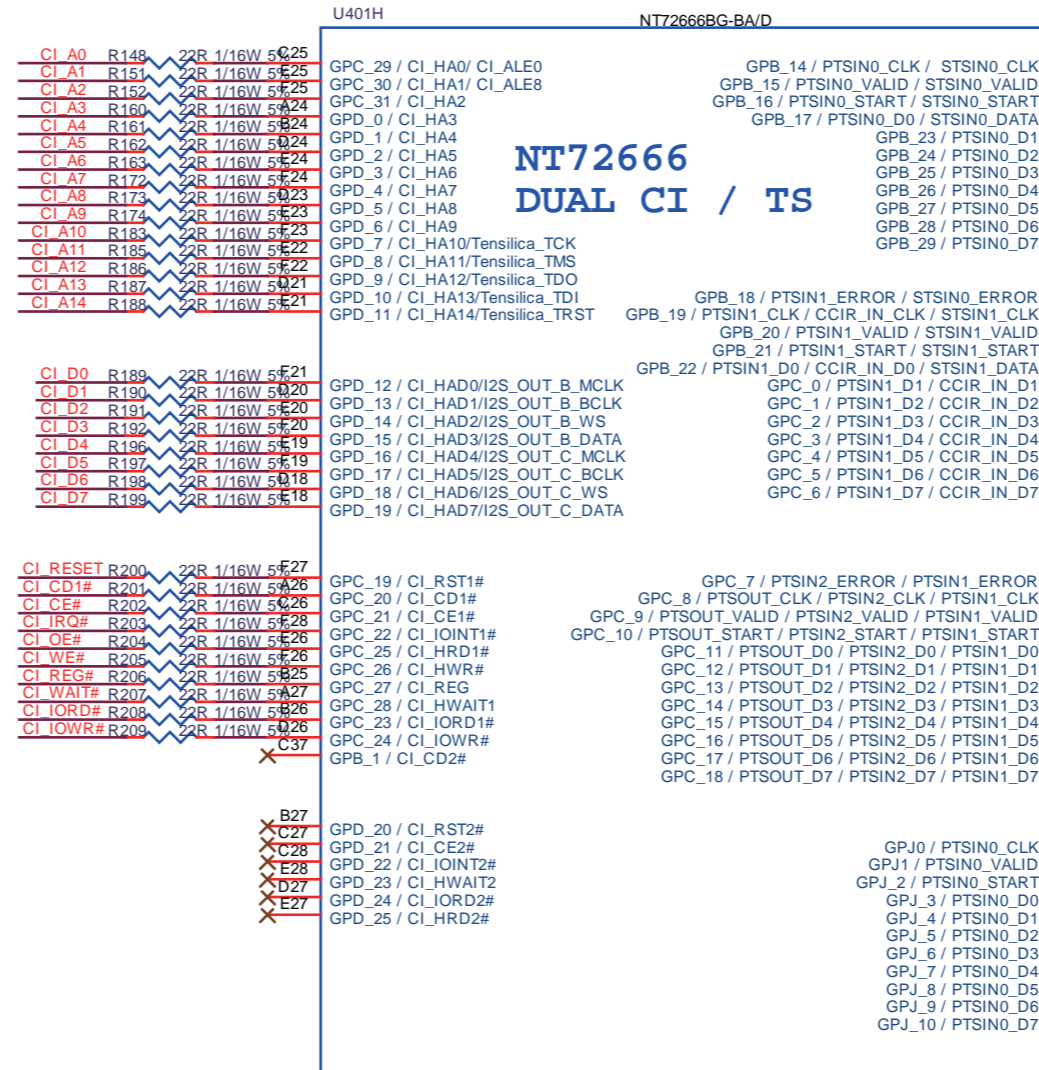 U401H
NT72666BG-BA/D
NT72666
DUAL CI / TS
CI_A0 R148 22R 1/16W 5% C25 GPC_29 / CI_HA0/ CI_ALE0
CI_A1 R151 22R 1/16W 5% E25 GPC_30 / CI_HA1/ CI_ALE8
CI_A2 R152 22R 1/16W 5% F25 GPC_31 / CI_HA2
CI_A3 R160 22R 1/16W 5% A24 GPD_0 / CI_HA3
CI_A4 R161 22R 1/16W 5% B24 GPD_1 / CI_HA4
CI_A5 R162 22R 1/16W 5% D24 GPD_2 / CI_HA5
CI_A6 R163 22R 1/16W 5% E24 GPD_3 / CI_HA6
CI_A7 R172 22R 1/16W 5% F24 GPD_4 / CI_HA7
CI_A8 R173 22R 1/16W 5% D23 GPD_5 / CI_HA8
CI_A9 R174 22R 1/16W 5% E23 GPD_6 / CI_HA9
CI_A10 R183 22R 1/16W 5% F23 GPD_7 / CI_HA10/Tensilica_TCK
CI_A11 R185 22R 1/16W 5% E22 GPD_8 / CI_HA11/Tensilica_TMS
CI_A12 R186 22R 1/16W 5% F22 GPD_9 / CI_HA12/Tensilica_TDO
CI_A13 R187 22R 1/16W 5% D21 GPD_10 / CI_HA13/Tensilica_TDI
CI_A14 R188 22R 1/16W 5% E21 GPD_11 / CI_HA14/Tensilica_TRST
CI_D0 R189 22R 1/16W 5% F21 GPD_12 / CI_HAD0/I2S_OUT_B_MCLK
CI_D1 R190 22R 1/16W 5% D20 GPD_13 / CI_HAD1/I2S_OUT_B_BCLK
CI_D2 R191 22R 1/16W 5% E20 GPD_14 / CI_HAD2/I2S_OUT_B_WS
CI_D3 R192 22R 1/16W 5% F20 GPD_15 / CI_HAD3/I2S_OUT_B_DATA
CI_D4 R196 22R 1/16W 5% E19 GPD_16 / CI_HAD4/I2S_OUT_C_MCLK
CI_D5 R197 22R 1/16W 5% F19 GPD_17 / CI_HAD5/I2S_OUT_C_BCLK
CI_D6 R198 22R 1/16W 5% D18 GPD_18 / CI_HAD6/I2S_OUT_C_WS
CI_D7 R199 22R 1/16W 5% E18 GPD_19 / CI_HAD7/I2S_OUT_C_DATA
CI_RESET R200 22R 1/16W 5% F27 GPC_19 / CI_RST1#
CI_CD1# R201 22R 1/16W 5% A26 GPC_20 / CI_CD1#
CI_CE# R202 22R 1/16W 5% C26 GPC_21 / CI_CE1#
CI_IRQ# R203 22R 1/16W 5% F28 GPC_22 / CI_IOINT1#
CI_OE# R204 22R 1/16W 5% E26 GPC_25 / CI_HRD1#
CI_WE# R205 22R 1/16W 5% F26 GPC_26 / CI_HWR#
CI_REG# R206 22R 1/16W 5% B25 GPC_27 / CI_REG
CI_WAIT# R207 22R 1/16W 5% A27 GPC_28 / CI_HWAIT1
CI_IORD# R208 22R 1/16W 5% B26 GPC_23 / CI_IORD1#
CI_IOWR# R209 22R 1/16W 5% D26 GPC_24 / CI_IOWR#
C37 GPB_1 / CI_CD2#
B27 GPD_20 / CI_RST2#
C27 GPD_21 / CI_CE2#
C28 GPD_22 / CI_IOINT2#
E28 GPD_23 / CI_HWAIT2
D27 GPD_24 / CI_IORD2#
E27 GPD_25 / CI_HRD2#
GPB_14 / PTSIN0_CLK / STSIN0_CLK
GPB_15 / PTSIN0_VALID / STSIN0_VALID
GPB_16 / PTSIN0_START / STSIN0_START
GPB_17 / PTSIN0_D0 / STSIN0_DATA
GPB_23 / PTSIN0_D1
GPB_24 / PTSIN0_D2
GPB_25 / PTSIN0_D3
GPB_26 / PTSIN0_D4
GPB_27 / PTSIN0_D5
GPB_28 / PTSIN0_D6
GPB_29 / PTSIN0_D7
GPB_18 / PTSIN1_ERROR / STSIN0_ERROR
GPB_19 / PTSIN1_CLK / CCIR_IN_CLK / STSIN1_CLK
GPB_20 / PTSIN1_VALID / STSIN1_VALID
GPB_21 / PTSIN1_START / STSIN1_START
GPB_22 / PTSIN1_D0 / CCIR_IN_D0 / STSIN1_DATA
GPC_0 / PTSIN1_D1 / CCIR_IN_D1
GPC_1 / PTSIN1_D2 / CCIR_IN_D2
GPC_2 / PTSIN1_D3 / CCIR_IN_D3
GPC_3 / PTSIN1_D4 / CCIR_IN_D4
GPC_4 / PTSIN1_D5 / CCIR_IN_D5
GPC_5 / PTSIN1_D6 / CCIR_IN_D6
GPC_6 / PTSIN1_D7 / CCIR_IN_D7
GPC_7 / PTSIN2_ERROR / PTSIN1_ERROR
GPC_8 / PTSOUT_CLK / PTSIN2_CLK / PTSIN1_CLK
GPC_9 / PTSOUT_VALID / PTSIN2_VALID / PTSIN1_VALID
GPC_10 / PTSOUT_START / PTSIN2_START / PTSIN1_START
GPC_11 / PTSOUT_D0 / PTSIN2_D0 / PTSIN1_D0
GPC_12 / PTSOUT_D1 / PTSIN2_D1 / PTSIN1_D1
GPC_13 / PTSOUT_D2 / PTSIN2_D2 / PTSIN1_D2
GPC_14 / PTSOUT_D3 / PTSIN2_D3 / PTSIN1_D3
GPC_15 / PTSOUT_D4 / PTSIN2_D4 / PTSIN1_D4
GPC_16 / PTSOUT_D5 / PTSIN2_D5 / PTSIN1_D5
GPC_17 / PTSOUT_D6 / PTSIN2_D6 / PTSIN1_D6
GPC_18 / PTSOUT_D7 / PTSIN2_D7 / PTSIN1_D7
GPJ0 / PTSIN0_CLK
GPJ1 / PTSIN0_VALID
GPJ_2 / PTSIN0_START
GPJ_3 / PTSIN0_D0
GPJ_4 / PTSIN0_D1
GPJ_5 / PTSIN0_D2
GPJ_6 / PTSIN0_D3
GPJ_7 / PTSIN0_D4
GPJ_8 / PTSIN0_D5
GPJ_9 / PTSIN0_D6
GPJ_10 / PTSIN0_D7